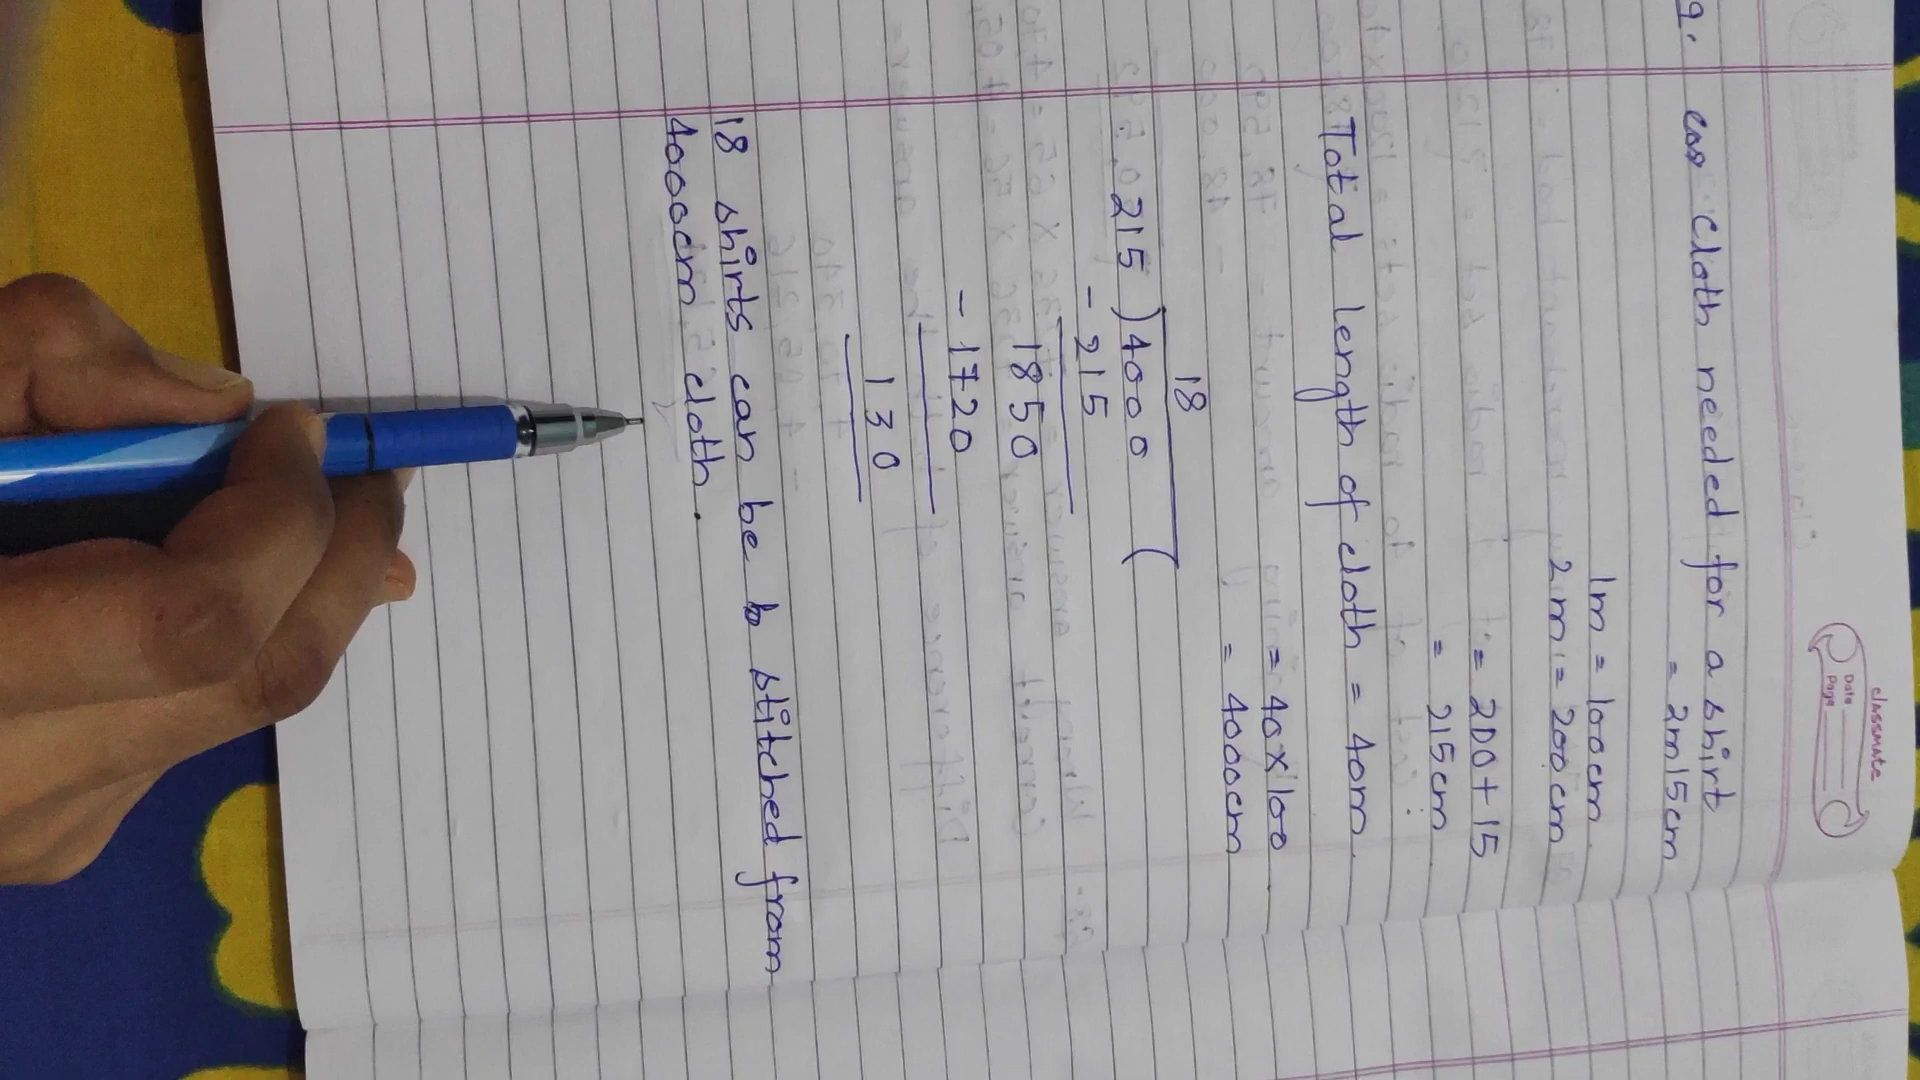 classmate
Date
Page
9. cloth needed for a shirt
= 2m15cm
1m = 100cm
2m = 200cm
= 200+15
= 215cm
Total length of cloth = 40m
= 40×100
= 4000cm
18
215)4000(
-215
1850
-1720
130
18 shirts can be stitched from
4000cm cloth.